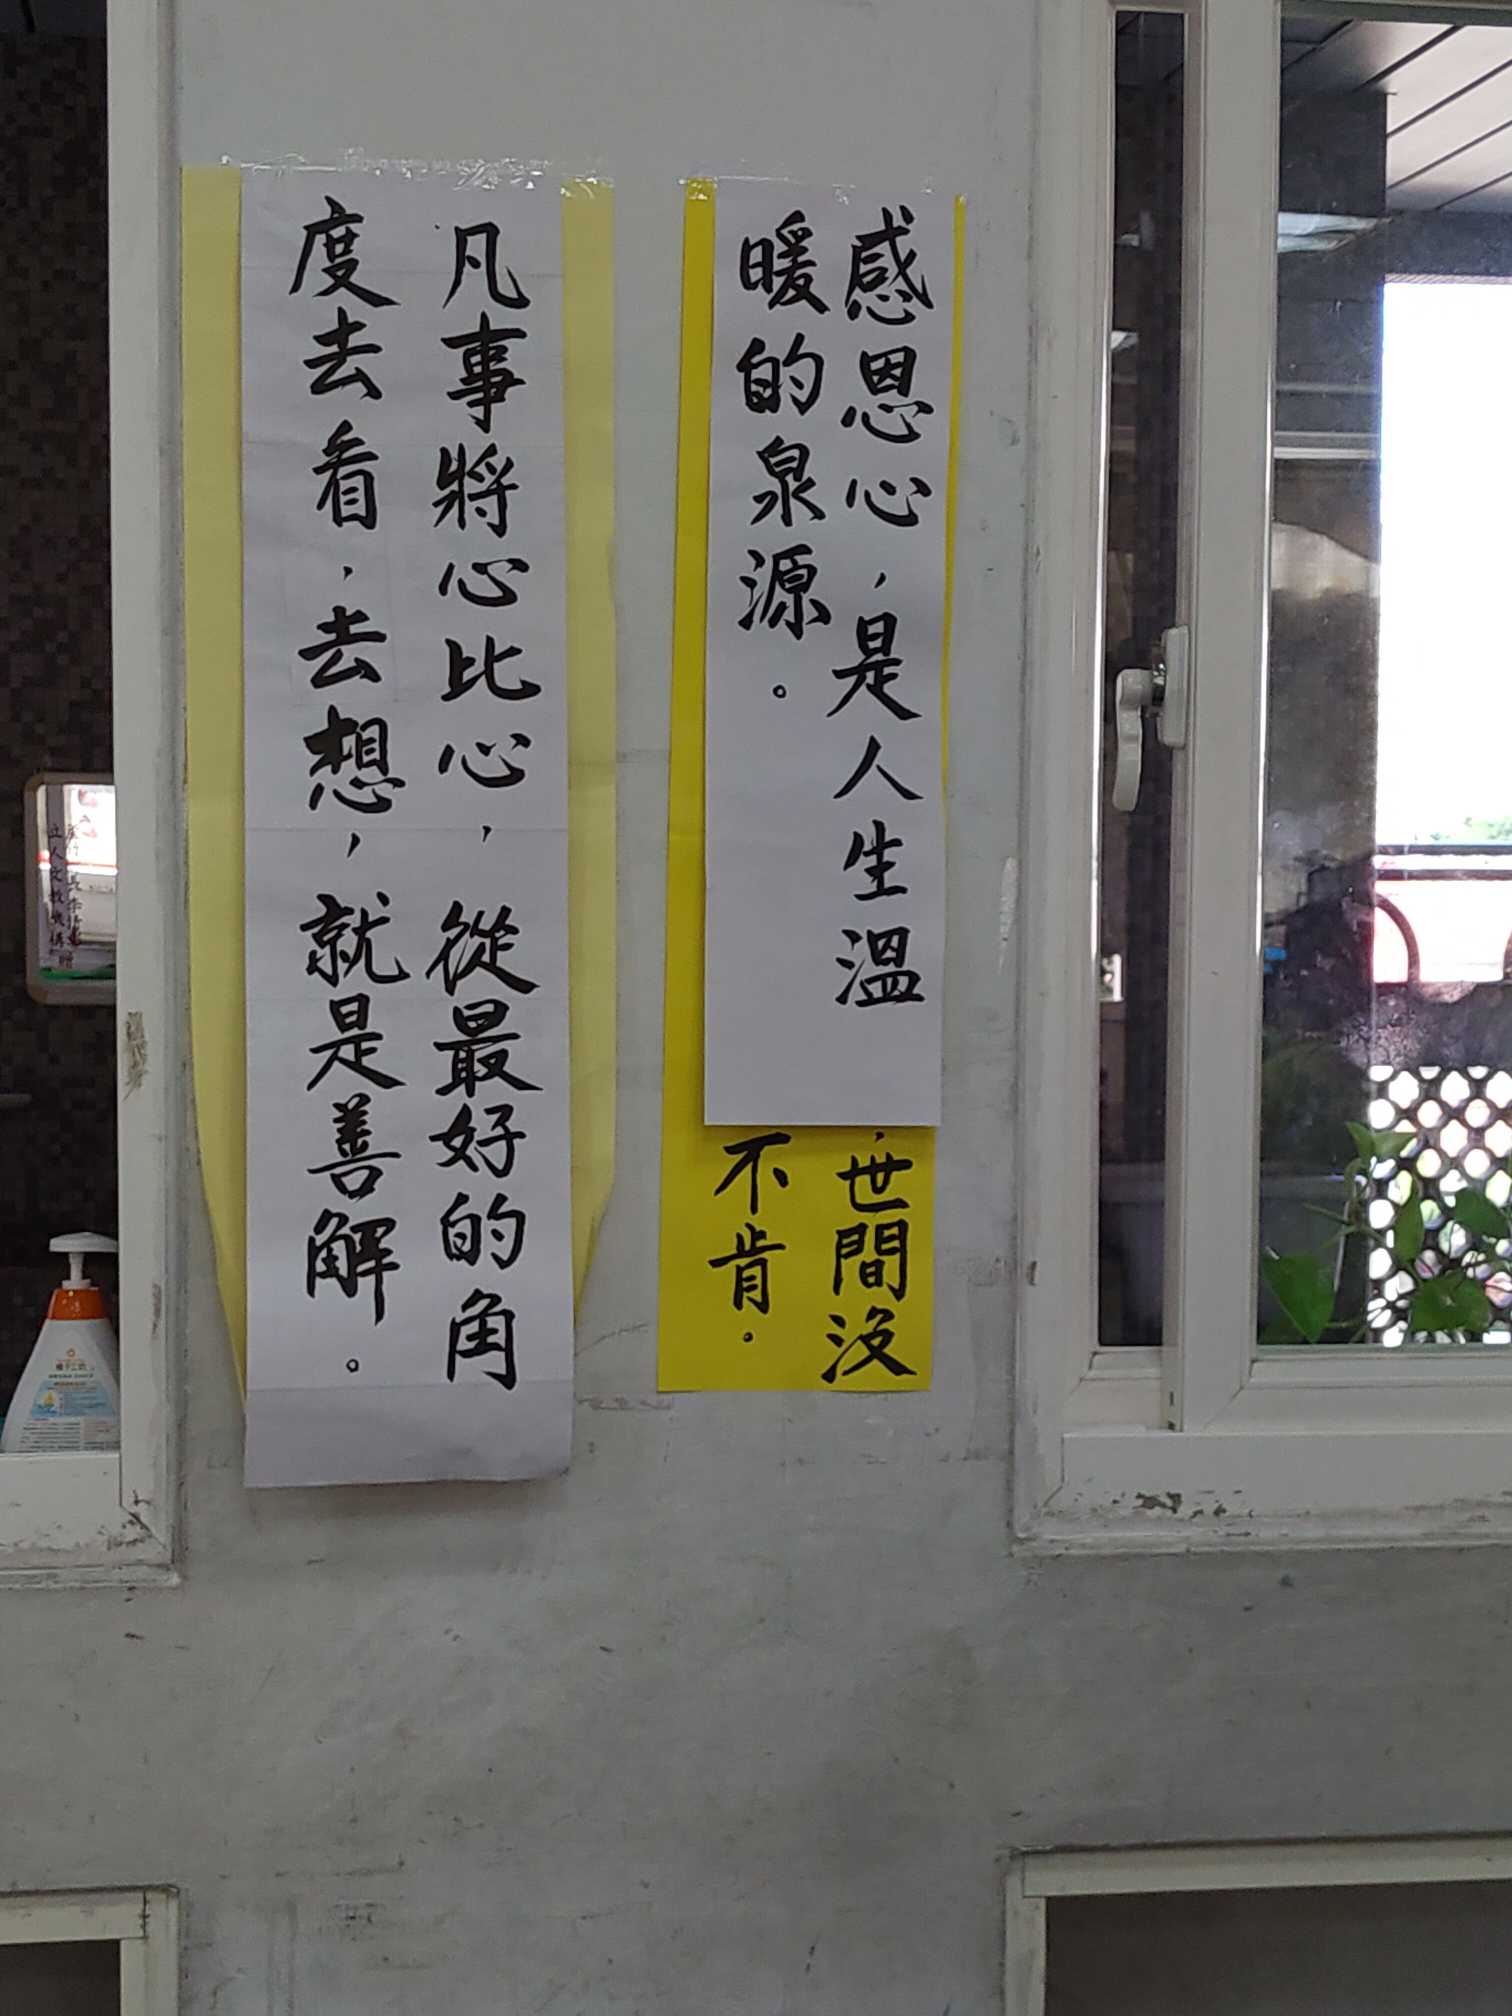 感恩心，是人生溫
暖的泉源。
，世間沒
不肯。
凡事將心比心，從最好的角
度去看，去想，就是善解。